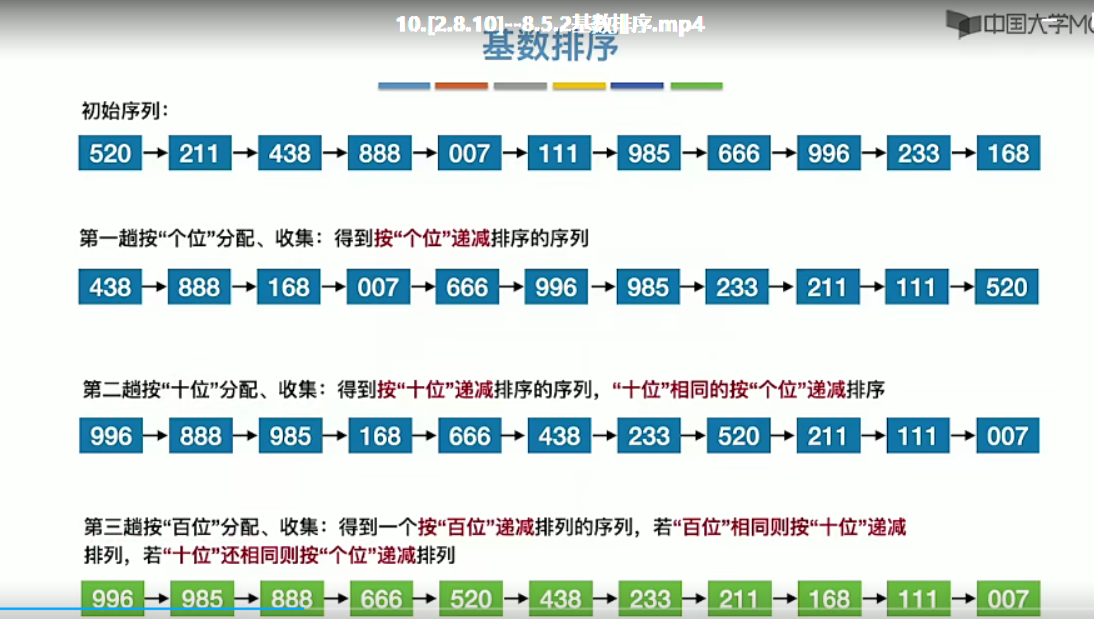 10.[2.8.10]--8.5.2基数排序.mp4
中国大学MO
基数排序
初始序列：
520 211 438 888 007 111 985 666 996 233 168
第一趟按“个位”分配、收集：得到按“个位”递减排序的序列
438 888 168 007 666 996 985 233 211 111 520
第二趟按“十位”分配、收集：得到按“十位”递减排序的序列，“十位”相同的按“个位”递减排序
996 888 985 168 666 438 233 520 211 111 007
第三趟按“百位”分配、收集：得到一个按“百位”递减排列的序列，若“百位”相同则按“十位”递减
排列，若“十位”还相同则按“个位”递减排列
996 985 888 666 520 438 233 211 168 111 007